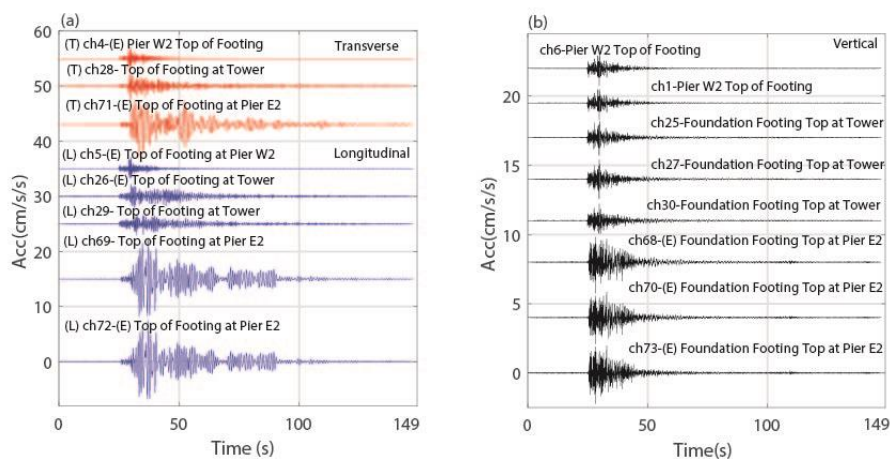 (a)
60
(T) ch4-(E) Pier W2 Top of Footing
Transverse
(T) ch28- Top of Footing at Tower
50
(T) ch71-(E) Top of Footing at Pier E2
40
(L) ch5-(E) Top of Footing at Pier W2
Longitudinal
(L) ch26-(E) Top of Footing at Tower
30
(L) ch29- Top of Footing at Tower
20
(L) ch69- Top of Footing at Pier E2
10
(L) ch72-(E) Top of Footing at Pier E2
0
Acc(cm/s/s)
0
50
100
149
Time (s)
(b)
ch6-Pier W2 Top of Footing
Vertical
20
ch1-Pier W2 Top of Footing
ch25-Foundation Footing Top at Tower
15
ch27-Foundation Footing Top at Tower
ch30-Foundation Footing Top at Tower
10
ch68-(E) Foundation Footing Top at Pier E2
ch70-(E) Foundation Footing Top at Pier E2
5
ch73-(E) Foundation Footing Top at Pier E2
0
Acc(cm/s/s)
0
50
100
149
Time(s)